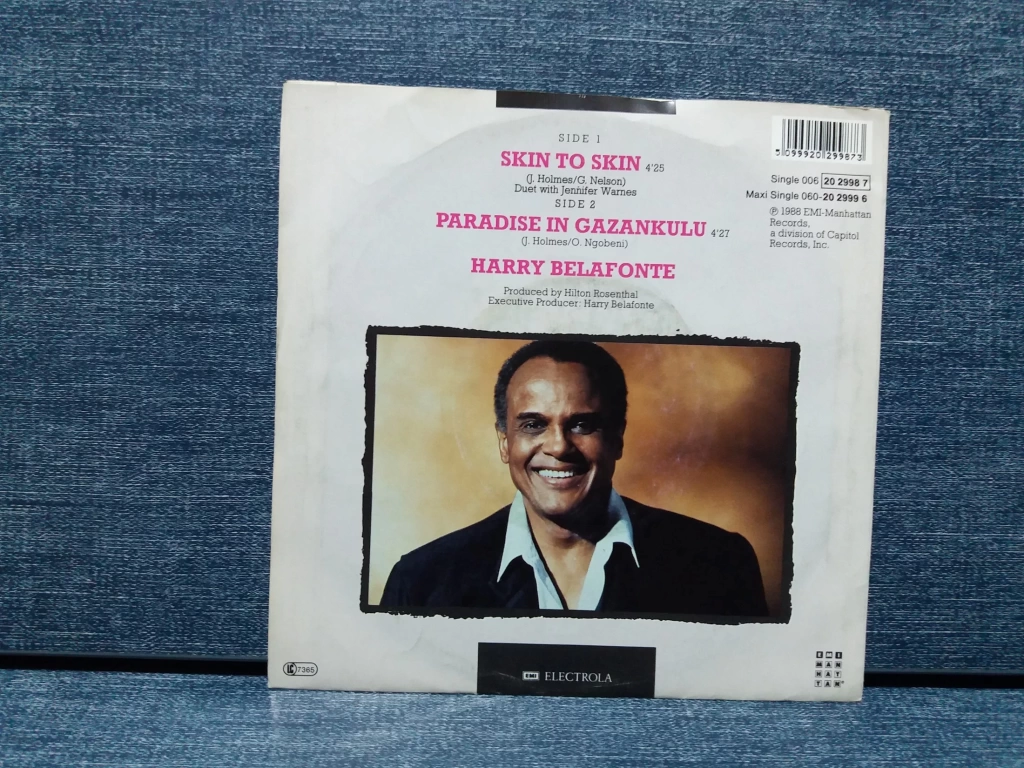 SIDE 1
SKIN TO SKIN 4'25
(J. Holmes/G. Nelson)
Duet with Jennifer Warnes
SIDE 2
PARADISE IN GAZANKULU 4'27
(J. Holmes/O. Ngobeni)
HARRY BELAFONTE
Produced by Hilton Rosenthal
Executive Producer: Harry Belafonte
5 099920 299873
Single 006 20 2998 7
Maxi Single 060-20 2999 6
℗ 1988 EMI-Manhattan
Records,
a division of Capitol
Records, Inc.
LC 7365
EMI ELECTROLA
EMI
MAN
HAT
TAN